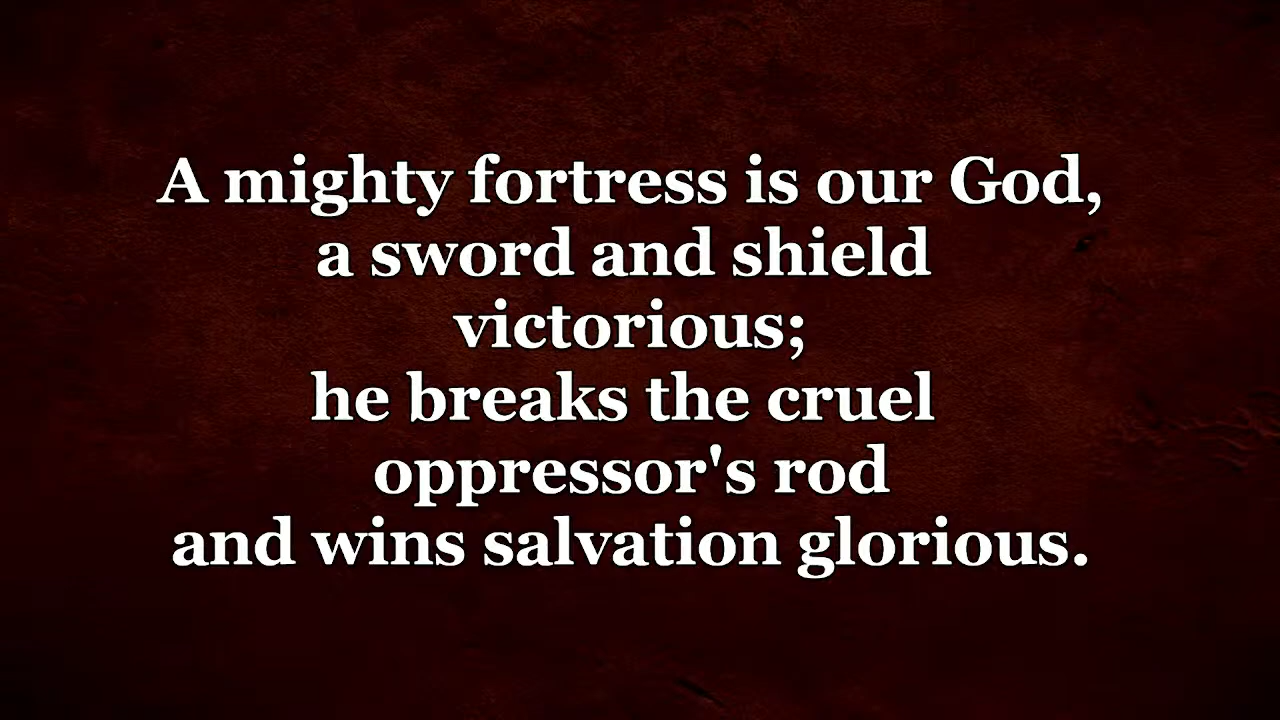 A mighty fortress is our God,
a sword and shield
victorious;
he breaks the cruel
oppressor's rod
and wins salvation glorious.